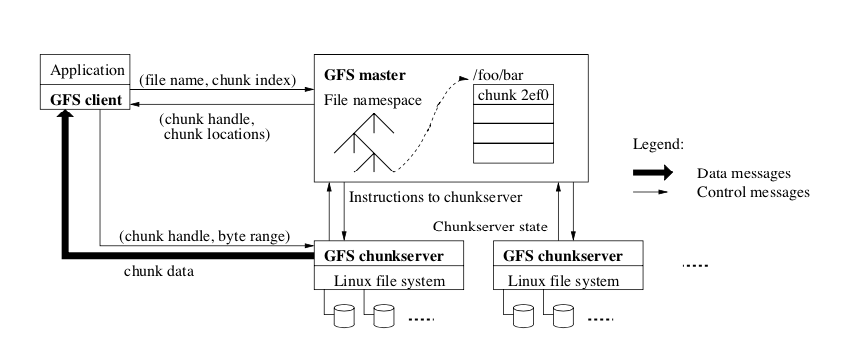 Application
GFS client
(file name, chunk index)
(chunk handle,
chunk locations)
GFS master
File namespace
/foo/bar
chunk 2ef0
Legend:
Data messages
Control messages
Instructions to chunkserver
Chunkserver state
(chunk handle, byte range)
chunk data
GFS chunkserver
Linux file system
GFS chunkserver
Linux file system